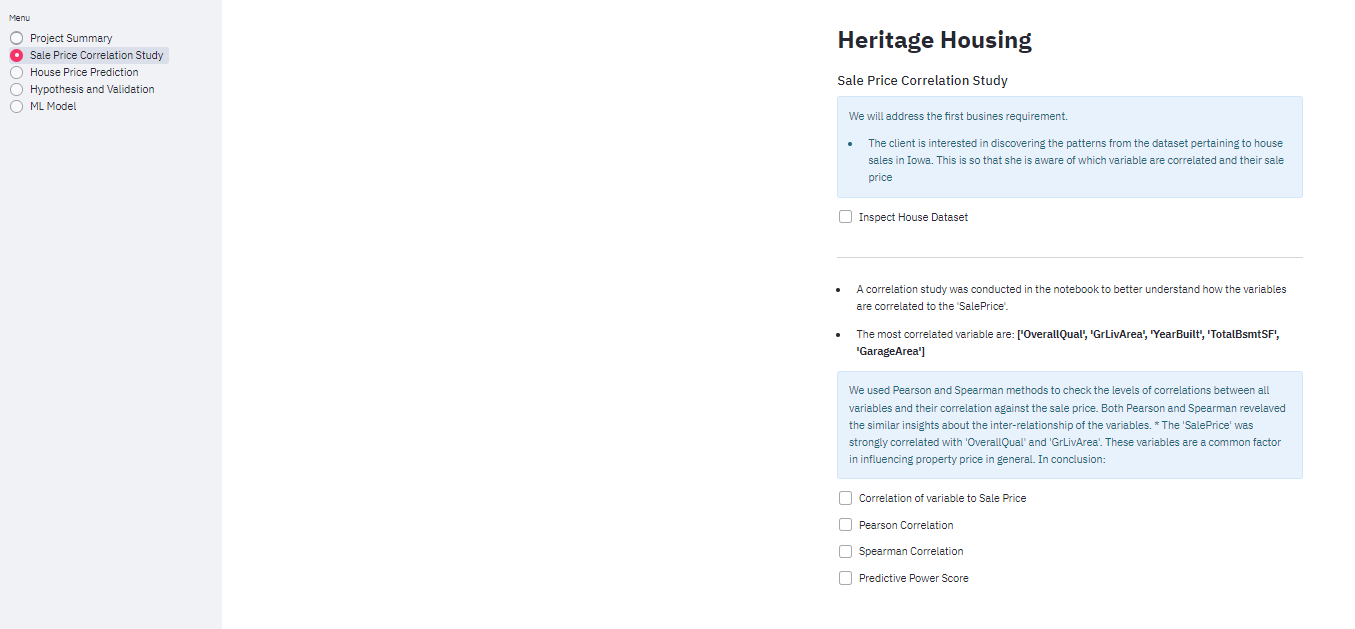 Menu
Project Summary
Sale Price Correlation Study
House Price Prediction
Hypothesis and Validation
ML Model
Heritage Housing
Sale Price Correlation Study
We will address the first busines requirement.
• The client is interested in discovering the patterns from the dataset pertaining to house
sales in Iowa. This is so that she is aware of which variable are correlated and their sale
price
Inspect House Dataset
• A correlation study was conducted in the notebook to better understand how the variables
are correlated to the 'SalePrice'.
• The most correlated variable are: ['OverallQual', 'GrLivArea', 'YearBuilt', 'TotalBsmtSF',
'GarageArea']
We used Pearson and Spearman methods to check the levels of correlations between all
variables and their correlation against the sale price. Both Pearson and Spearman revelaved
the similar insights about the inter-relationship of the variables. * The 'SalePrice' was
strongly correlated with 'OverallQual' and 'GrLivArea'. These variables are a common factor
in influencing property price in general. In conclusion:
Correlation of variable to Sale Price
Pearson Correlation
Spearman Correlation
Predictive Power Score